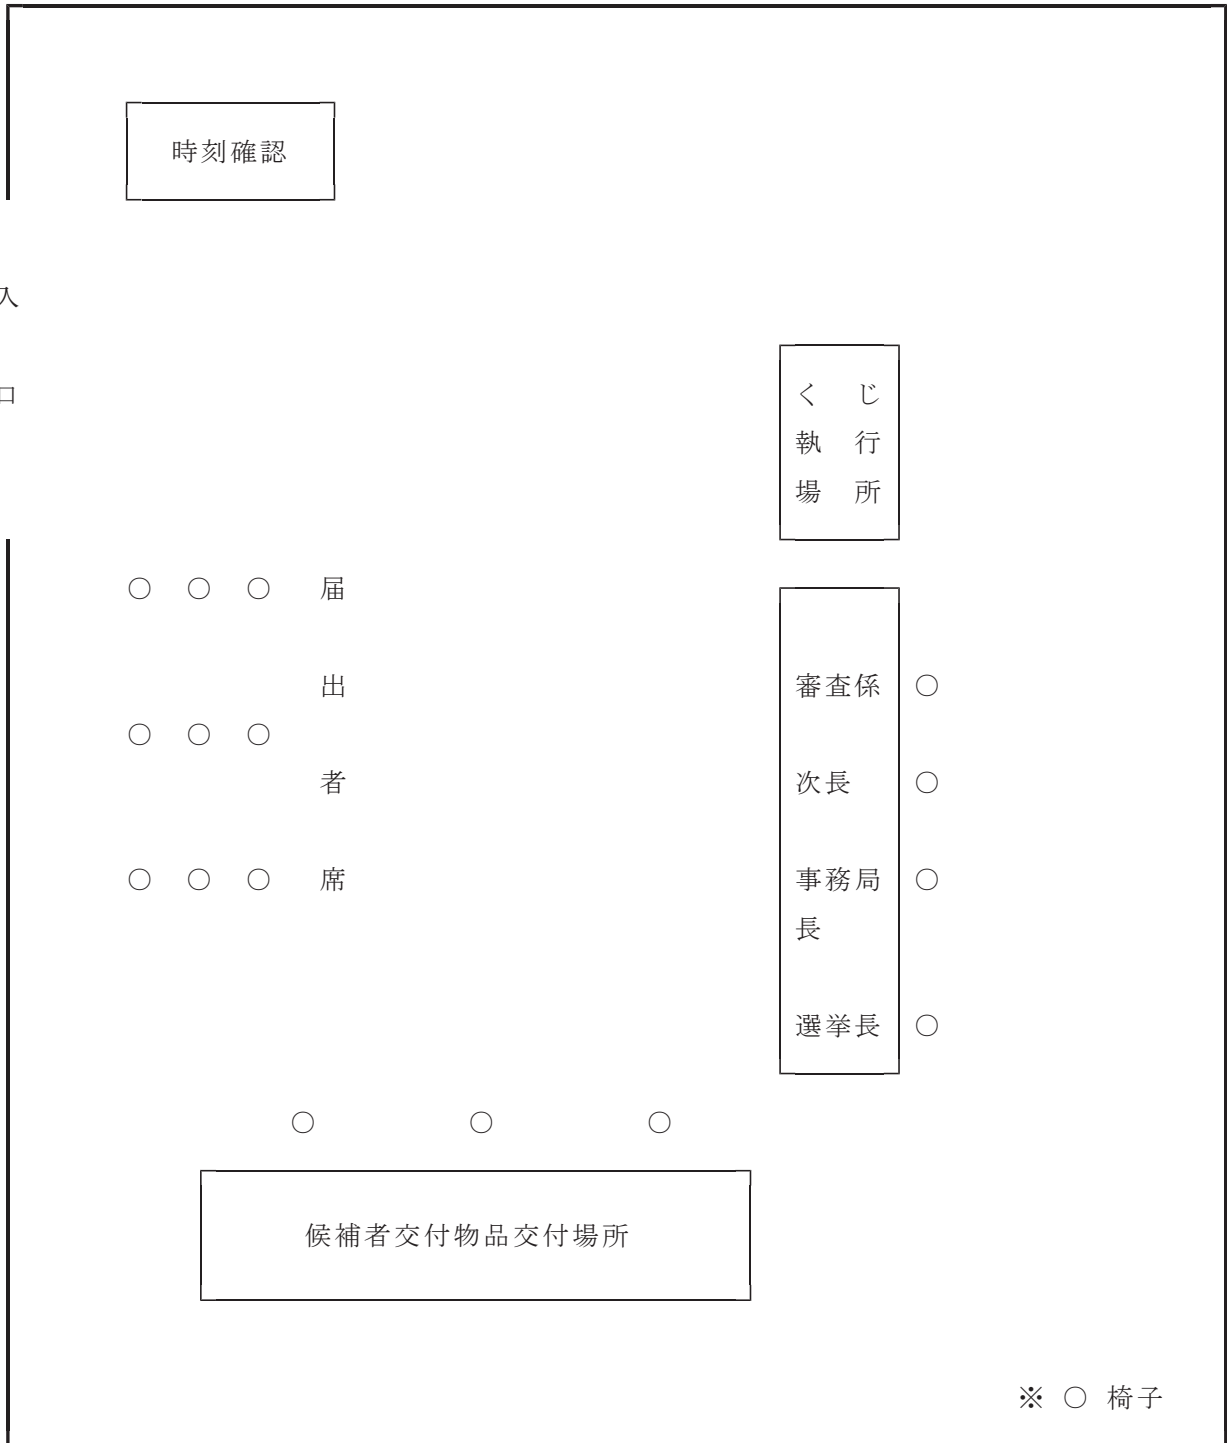 時刻確認
入
口
く じ
執 行
場 所
○ ○ ○ 届
出
○ ○ ○
者
○ ○ ○ 席
審査係 ○
次長 ○
事務局 ○
長
選挙長 ○
○ ○ ○
候補者交付物品交付場所
※ ○ 椅子